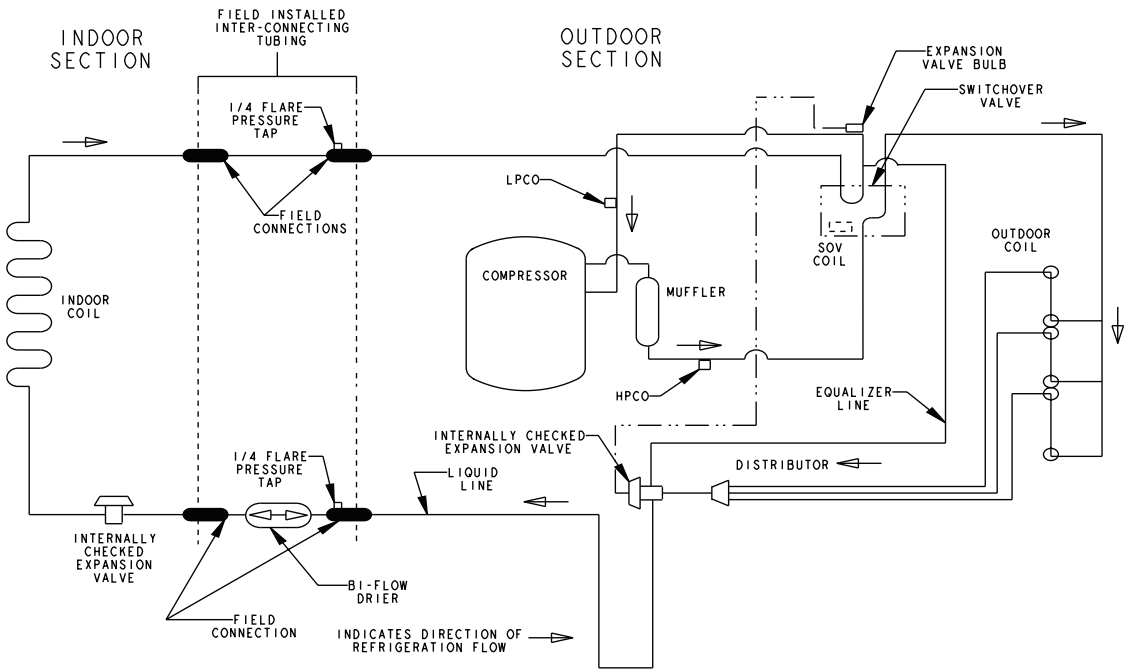 INDOOR
SECTION
FIELD INSTALLED
INTER-CONNECTING
TUBING
OUTDOOR
SECTION
EXPANSION
VALVE BULB
SWITCHOVER
VALVE
1/4 FLARE
PRESSURE
TAP
LPCO
FIELD
CONNECTIONS
SOV
COIL
OUTDOOR
COIL
COMPRESSOR
MUFFLER
INDOOR
COIL
HPCO
EQUALIZER
LINE
INTERNALLY CHECKED
EXPANSION VALVE
1/4 FLARE
PRESSURE
TAP
LIQUID
LINE
DISTRIBUTOR
INTERNALLY
CHECKED
EXPANSION
VALVE
BI-FLOW
DRIER
FIELD
CONNECTION
INDICATES DIRECTION OF
REFRIGERATION FLOW